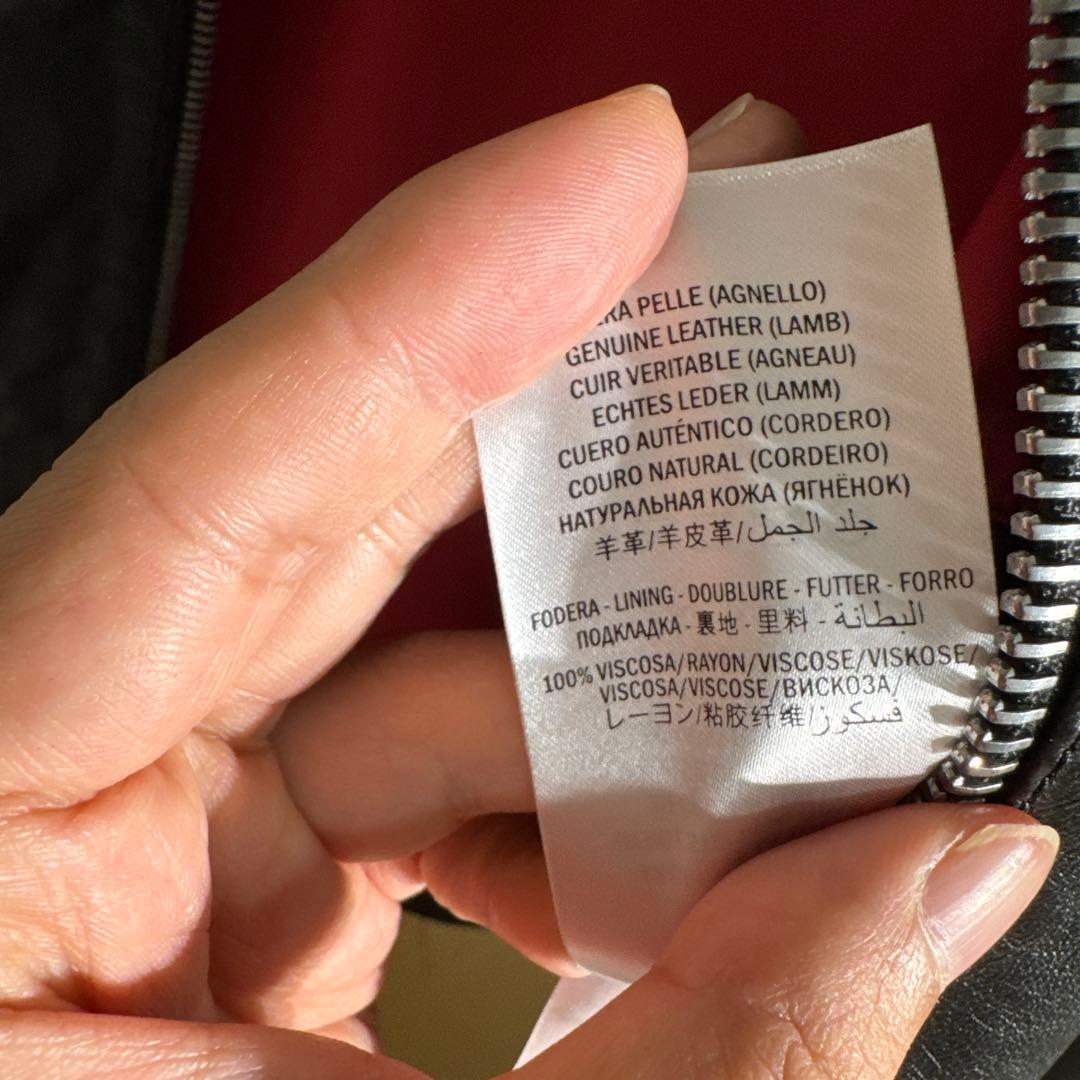 PELLE (AGNELLO)
GENUINE LEATHER (LAMB)
CUIR VERITABLE (AGNEAU)
ECHTES LEDER (LAMM)
CUERO AUTÉNTICO (CORDERO)
COURO NATURAL (CORDEIRO)
НАТУРАЛЬНАЯ КОЖА (ЯГНЁНОК)
羊革/羊皮革/جلد الجمل
FODERA - LINING - DOUBLURE - FUTTER - FORRO
ПОДКЛАДКА - 裏地 - 里料 - البطانة
100% VISCOSA/RAYON/VISCOSE/VISKOSE/
VISCOSA/VISCOSE/ВИСКОЗА/
レーヨン/粘胶纤维/فسكوز